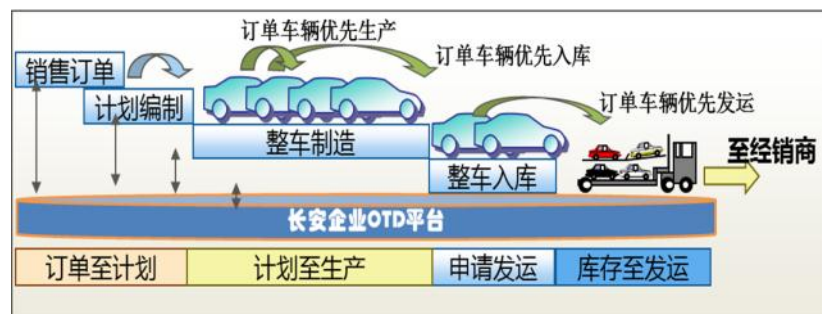 订单车辆优先生产
销售订单
订单车辆优先入库
计划编制
订单车辆优先发运
整车制造
至经销商
整车入库
长安企业OTD平台
订单至计划
计划至生产
申请发运
库存至发运